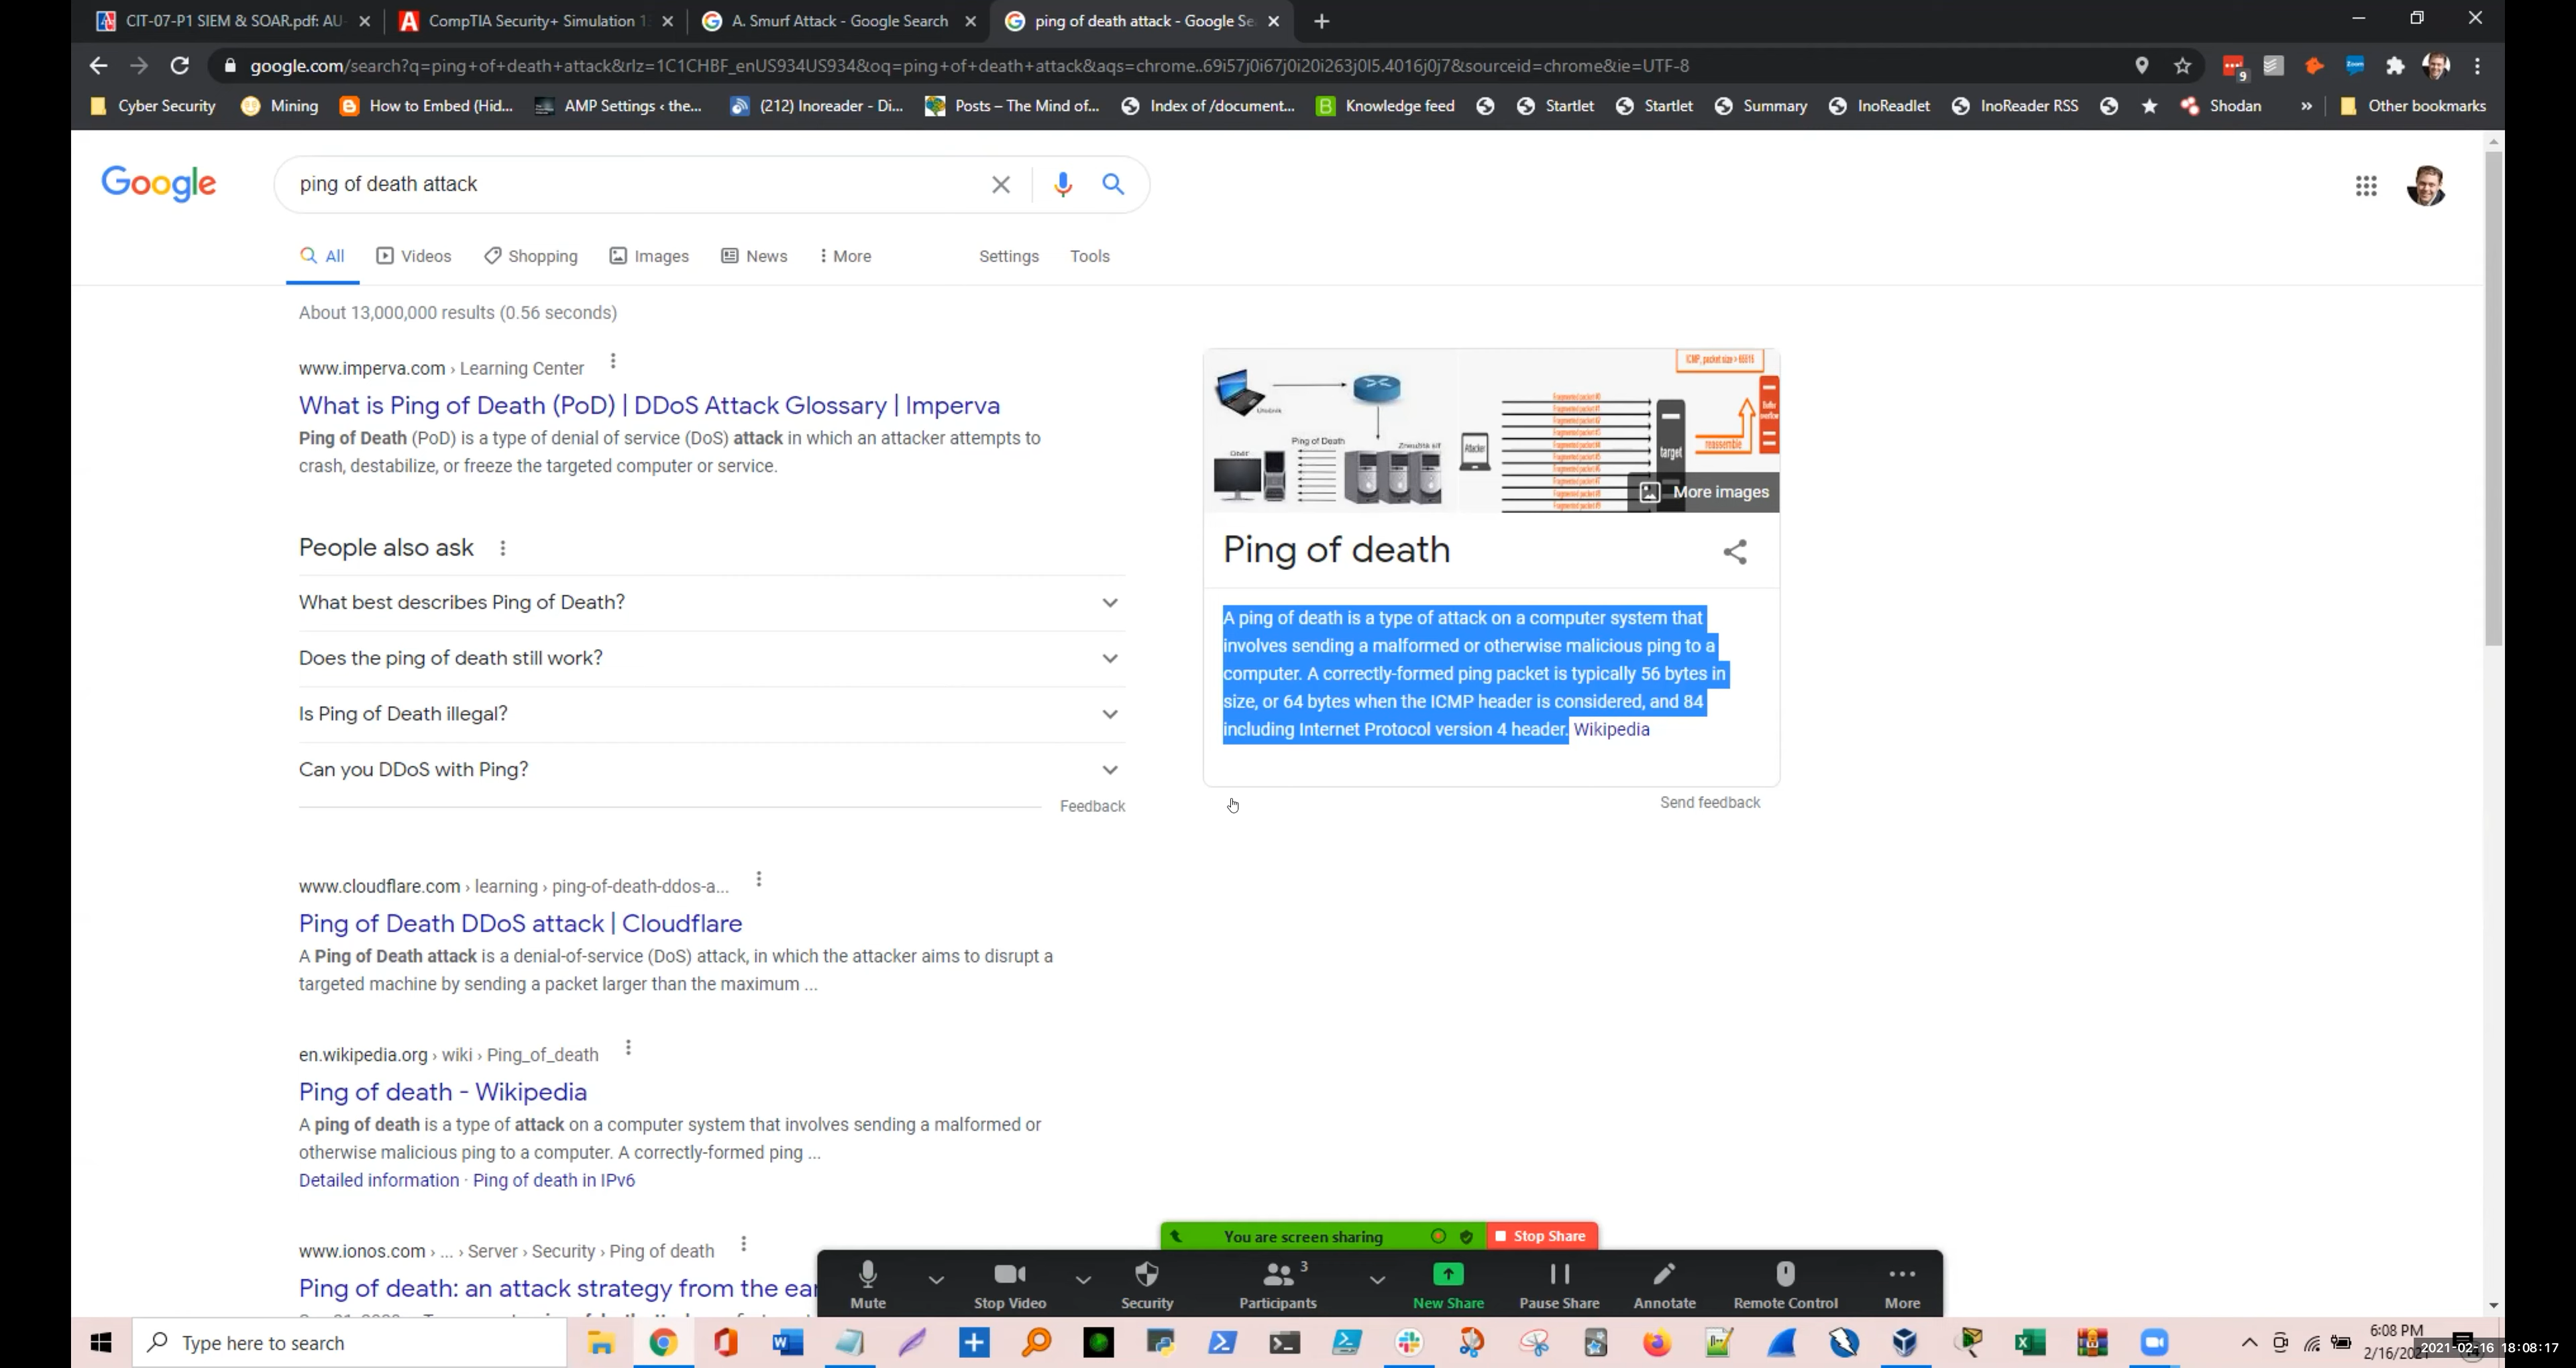 CIT-07-P1 SIEM & SOAR.pdf: AU-
CompTIA Security+ Simulation 1
A. Smurf Attack - Google Search
ping of death attack - Google Se
google.com/search?q=ping+of+death+attack&rlz=1C1CHBF_enUS934US934&oq=ping+of+death+attack&aqs=chrome..69i57j0i67j0i20i263j0l5.4016j0j7&sourceid=chrome&ie=UTF-8
9
Cyber Security
Mining
How to Embed (Hid...
AMP Settings ‹ the...
(212) Inoreader - Di...
Posts – The Mind of...
Index of /document...
Knowledge feed
Startlet
Startlet
Summary
InoReadlet
InoReader RSS
Shodan
»
Other bookmarks
Google
ping of death attack
All
Videos
Shopping
Images
News
More
Settings
Tools
About 13,000,000 results (0.56 seconds)
www.imperva.com › Learning Center
What is Ping of Death (PoD) | DDoS Attack Glossary | Imperva
Ping of Death (PoD) is a type of denial of service (DoS) attack in which an attacker attempts to
crash, destabilize, or freeze the targeted computer or service.
People also ask
What best describes Ping of Death?
Does the ping of death still work?
Is Ping of Death illegal?
Can you DDoS with Ping?
Feedback
www.cloudflare.com › learning › ping-of-death-ddos-a...
Ping of Death DDoS attack | Cloudflare
A Ping of Death attack is a denial-of-service (DoS) attack, in which the attacker aims to disrupt a
targeted machine by sending a packet larger than the maximum ...
en.wikipedia.org › wiki › Ping_of_death
Ping of death - Wikipedia
A ping of death is a type of attack on a computer system that involves sending a malformed or
otherwise malicious ping to a computer. A correctly-formed ping ...
Detailed information · Ping of death in IPv6
www.ionos.com › ... › Server › Security › Ping of death
Ping of death: an attack strategy from the ear
Ping of Death
Attacker
target
reassemble
More images
Ping of death
A ping of death is a type of attack on a computer system that
involves sending a malformed or otherwise malicious ping to a
computer. A correctly-formed ping packet is typically 56 bytes in
size, or 64 bytes when the ICMP header is considered, and 84
including Internet Protocol version 4 header. Wikipedia
Send feedback
You are screen sharing
Stop Share
Mute
Stop Video
Security
Participants
3
New Share
Pause Share
Annotate
Remote Control
More
Type here to search
6:08 PM
2/16/202
2021-02-16 18:08:17